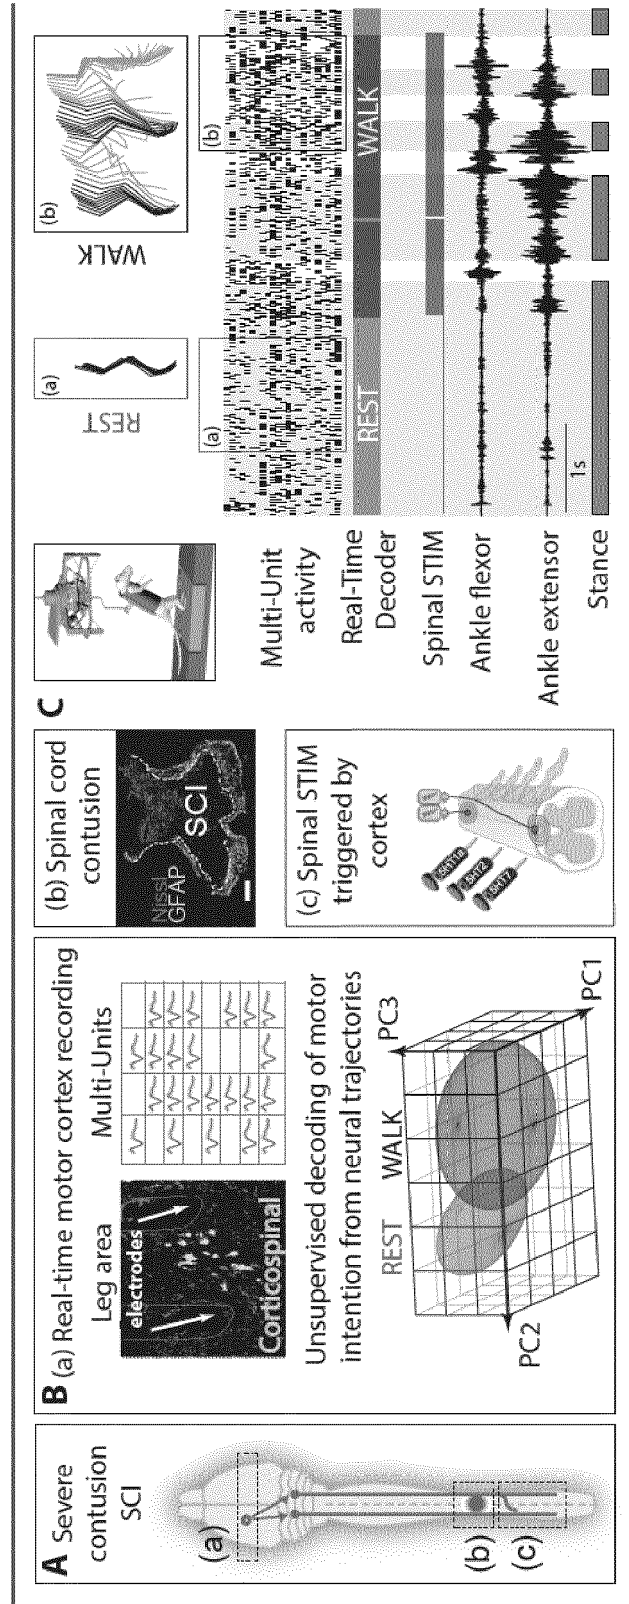 A Severe
contusion
SCI
(a)
(b)
(c)
B (a) Real-time motor cortex recording
Leg area
electrodes
Corticospinal
Multi-Units
Unsupervised decoding of motor
intention from neural trajectories
REST
WALK
PC3
PC2
PC1
(b) Spinal cord
contusion
Nissl
GFAP
SCI
(c) Spinal STIM
triggered by
cortex
C
REST
(a)
WALK
(b)
Multi-Unit
activity
(a)
(b)
Real-Time
Decoder
REST
WALK
Spinal STIM
Ankle flexor
Ankle extensor
1s
Stance